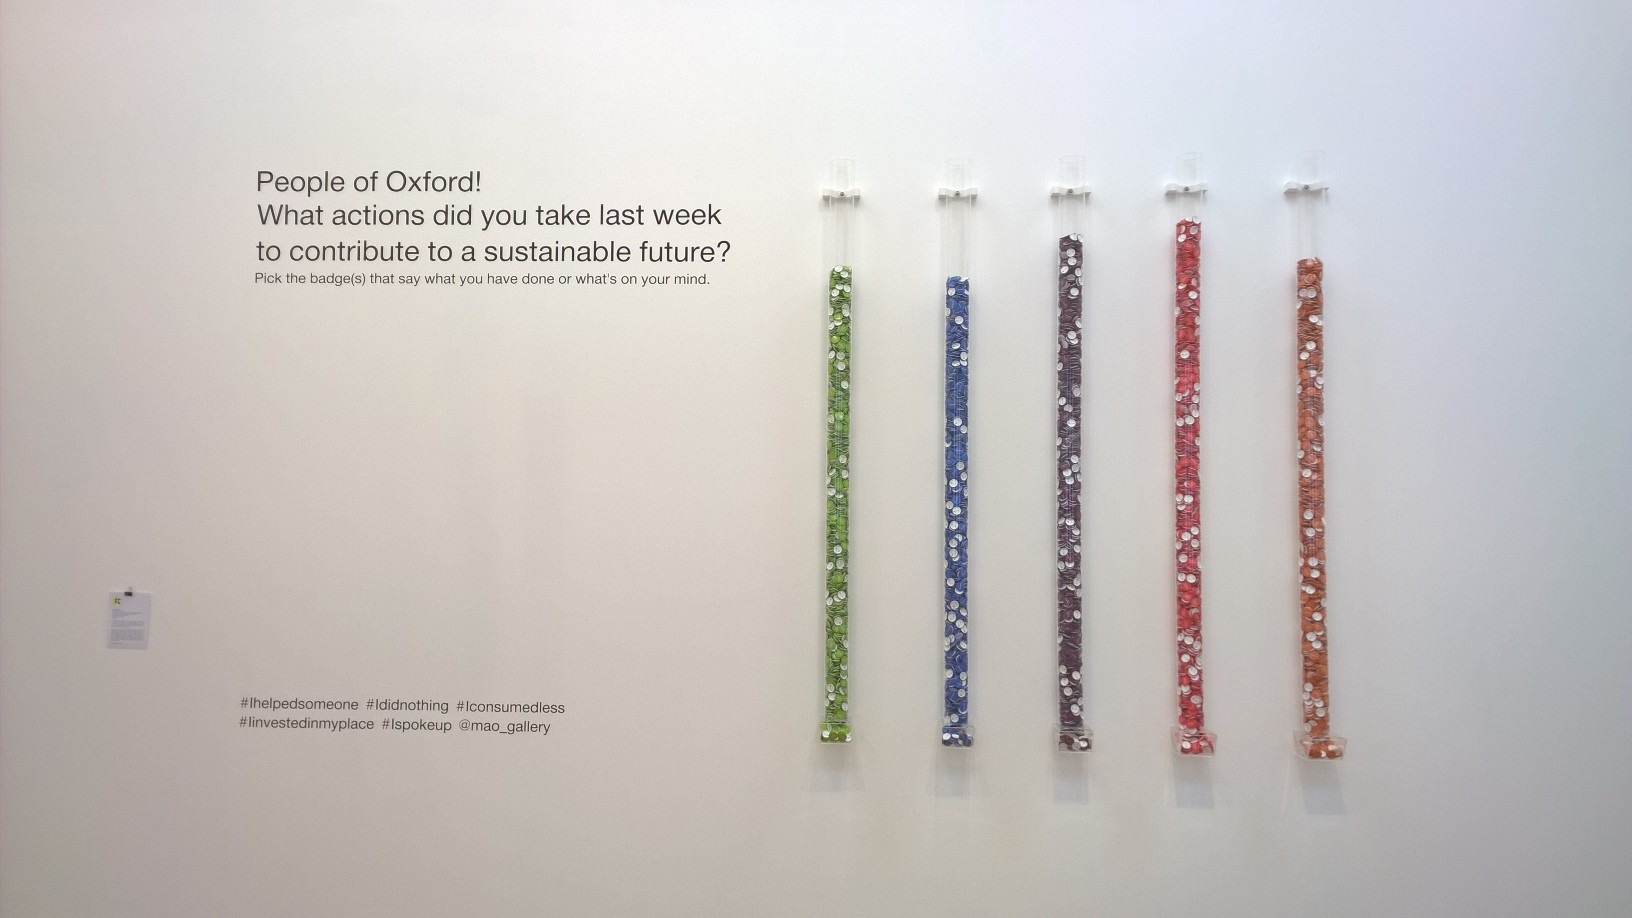 People of Oxford!
What actions did you take last week
to contribute to a sustainable future?
Pick the badge(s) that say what you have done or what's on your mind.
#Ihelpedsomeone #Ididnothing #Iconsumedless
#Iinvestedinmyplace #Ispokeup @mao_gallery